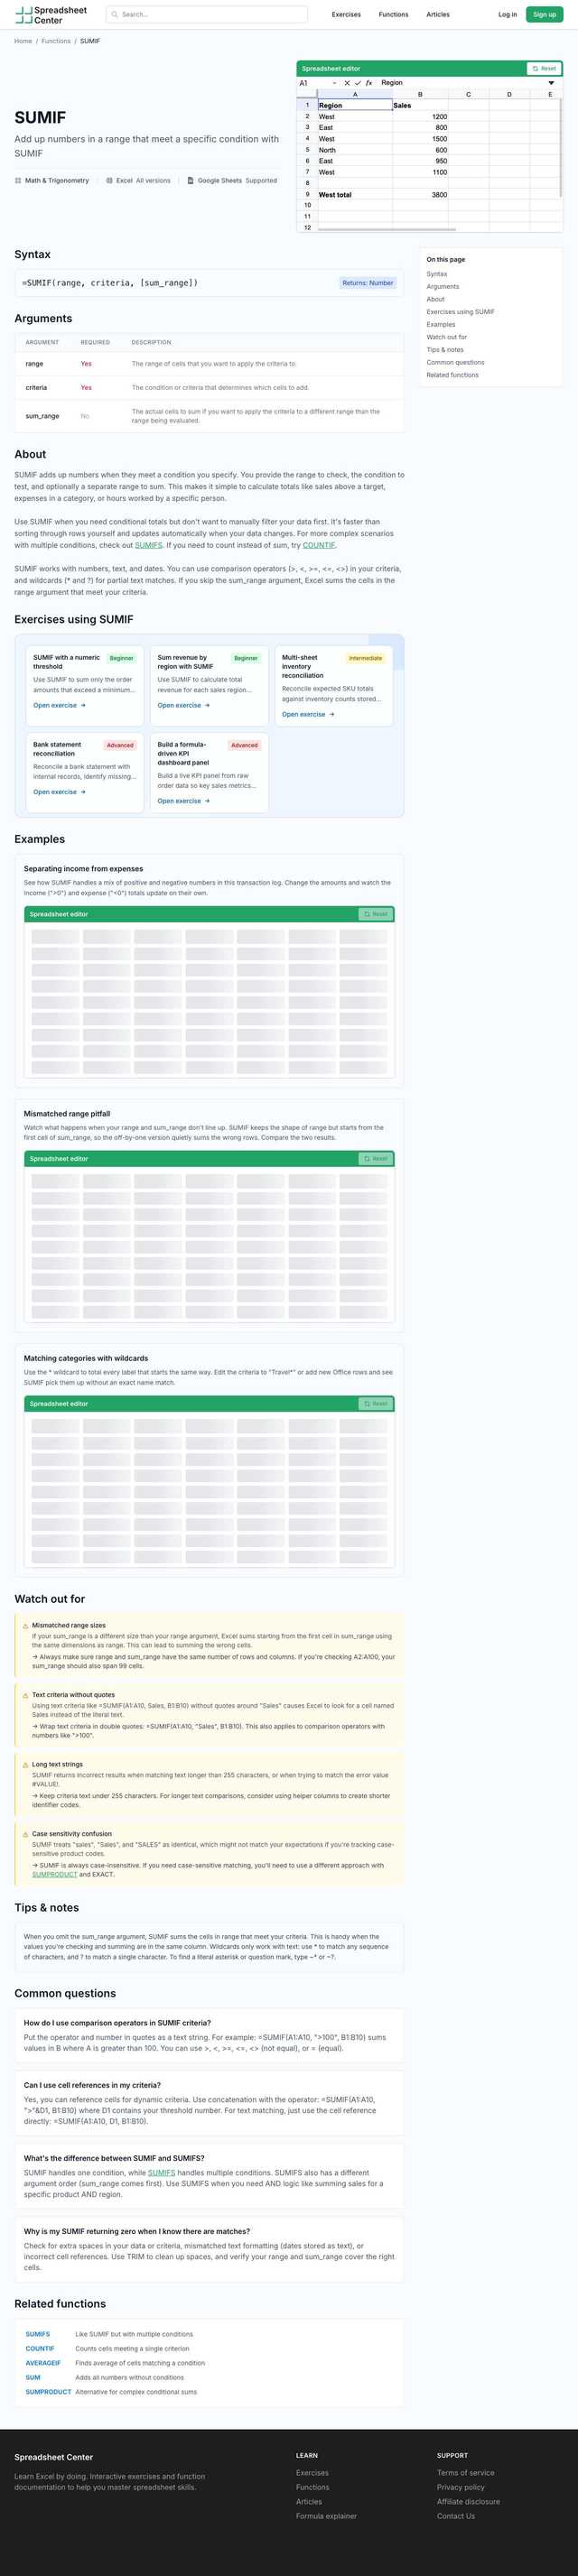 Spreadsheet
Center
Search...
Exercises
Functions
Articles
Log in
Sign up
Home / Functions / SUMIF
SUMIF
Add up numbers in a range that meet a specific condition with
SUMIF
Math & Trigonometry
Excel All versions
Google Sheets Supported
Spreadsheet editor
Reset
A1 fx Region
A B C D E
1 Region Sales
2 West 1200
3 East 800
4 West 1500
5 North 600
6 East 950
7 West 1100
8
9 West total 3800
10
11
12
Syntax
=SUMIF(range, criteria, [sum_range])
Returns: Number
On this page
Syntax
Arguments
About
Exercises using SUMIF
Examples
Watch out for
Tips & notes
Common questions
Related functions
Arguments
ARGUMENT REQUIRED DESCRIPTION
range Yes The range of cells that you want to apply the criteria to.
criteria Yes The condition or criteria that determines which cells to add.
sum_range No The actual cells to sum if you want to apply the criteria to a different range than the
range being evaluated.
About
SUMIF adds up numbers when they meet a condition you specify. You provide the range to check, the condition to
test, and optionally a separate range to sum. This makes it simple to calculate totals like sales above a target,
expenses in a category, or hours worked by a specific person.
Use SUMIF when you need conditional totals but don't want to manually filter your data first. It's faster than
sorting through rows yourself and updates automatically when your data changes. For more complex scenarios
with multiple conditions, check out SUMIFS. If you need to count instead of sum, try COUNTIF.
SUMIF works with numbers, text, and dates. You can use comparison operators (>, <, >=, <=, <>) in your criteria,
and wildcards (* and ?) for partial text matches. If you skip the sum_range argument, Excel sums the cells in the
range argument that meet your criteria.
Exercises using SUMIF
SUMIF with a numeric
threshold
Beginner
Use SUMIF to sum only the order
amounts that exceed a minimum...
Open exercise →
Sum revenue by
region with SUMIF
Beginner
Use SUMIF to calculate total
revenue for each sales region...
Open exercise →
Multi-sheet
inventory
reconciliation
Intermediate
Reconcile expected SKU totals
against inventory counts stored...
Open exercise →
Bank statement
reconciliation
Advanced
Reconcile a bank statement with
internal records, identify missing...
Open exercise →
Build a formula-
driven KPI
dashboard panel
Advanced
Build a live KPI panel from raw
order data so key sales metrics...
Open exercise →
Examples
Separating income from expenses
See how SUMIF handles a mix of positive and negative numbers in this transaction log. Change the amounts and watch the
income (">0") and expense ("<0") totals update on their own.
Spreadsheet editor
Reset
Mismatched range pitfall
Watch what happens when your range and sum_range don't line up. SUMIF keeps the shape of range but starts from the
first cell of sum_range, so the off-by-one version quietly sums the wrong rows. Compare the two results.
Spreadsheet editor
Reset
Matching categories with wildcards
Use the * wildcard to total every label that starts the same way. Edit the criteria to "Travel*" or add new Office rows and see
SUMIF pick them up without an exact name match.
Spreadsheet editor
Reset
Watch out for
Mismatched range sizes
If your sum_range is a different size than your range argument, Excel sums starting from the first cell in sum_range using
the same dimensions as range. This can lead to summing the wrong cells.
→ Always make sure range and sum_range have the same number of rows and columns. If you're checking A2:A100, your
sum_range should also span 99 cells.
Text criteria without quotes
Using text criteria like =SUMIF(A1:A10, Sales, B1:B10) without quotes around "Sales" causes Excel to look for a cell named
Sales instead of the literal text.
→ Wrap text criteria in double quotes: =SUMIF(A1:A10, "Sales", B1:B10). This also applies to comparison operators with
numbers like ">100".
Long text strings
SUMIF returns incorrect results when matching text longer than 255 characters, or when trying to match the error value
#VALUE!.
→ Keep criteria text under 255 characters. For longer text comparisons, consider using helper columns to create shorter
identifier codes.
Case sensitivity confusion
SUMIF treats "sales", "Sales", and "SALES" as identical, which might not match your expectations if you're tracking case-
sensitive product codes.
→ SUMIF is always case-insensitive. If you need case-sensitive matching, you'll need to use a different approach with
SUMPRODUCT and EXACT.
Tips & notes
When you omit the sum_range argument, SUMIF sums the cells in range that meet your criteria. This is handy when the
values you're checking and summing are in the same column. Wildcards only work with text: use * to match any sequence
of characters, and ? to match a single character. To find a literal asterisk or question mark, type ~* or ~?.
Common questions
How do I use comparison operators in SUMIF criteria?
Put the operator and number in quotes as a text string. For example: =SUMIF(A1:A10, ">100", B1:B10) sums
values in B where A is greater than 100. You can use >, <, >=, <=, <> (not equal), or = (equal).
Can I use cell references in my criteria?
Yes, you can reference cells for dynamic criteria. Use concatenation with the operator: =SUMIF(A1:A10,
">"&D1, B1:B10) where D1 contains your threshold number. For text matching, just use the cell reference
directly: =SUMIF(A1:A10, D1, B1:B10).
What's the difference between SUMIF and SUMIFS?
SUMIF handles one condition, while SUMIFS handles multiple conditions. SUMIFS also has a different
argument order (sum_range comes first). Use SUMIFS when you need AND logic like summing sales for a
specific product AND region.
Why is my SUMIF returning zero when I know there are matches?
Check for extra spaces in your data or criteria, mismatched text formatting (dates stored as text), or
incorrect cell references. Use TRIM to clean up spaces, and verify your range and sum_range cover the right
cells.
Related functions
SUMIFS Like SUMIF but with multiple conditions
COUNTIF Counts cells meeting a single criterion
AVERAGEIF Finds average of cells matching a condition
SUM Adds all numbers without conditions
SUMPRODUCT Alternative for complex conditional sums
Spreadsheet Center
Learn Excel by doing. Interactive exercises and function
documentation to help you master spreadsheet skills.
LEARN
Exercises
Functions
Articles
Formula explainer
SUPPORT
Terms of service
Privacy policy
Affiliate disclosure
Contact Us